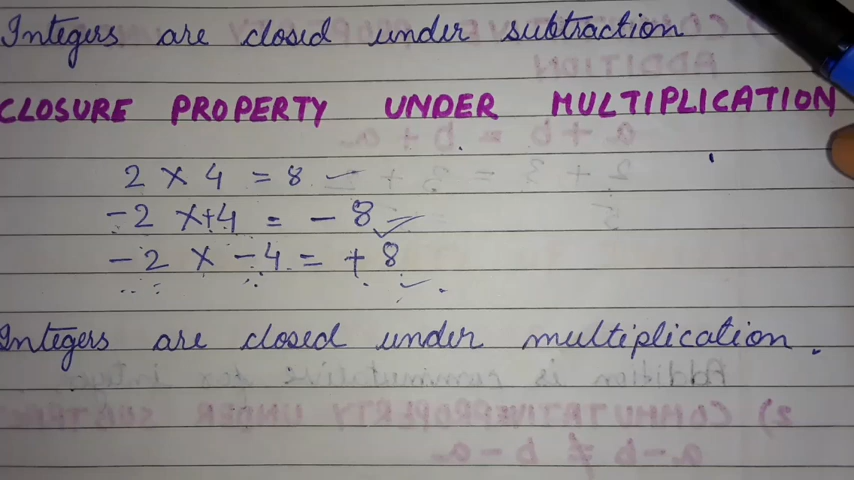 Integers are closed under subtraction
CLOSURE PROPERTY UNDER MULTIPLICATION
2 × 4 = 8
-2 × +4 = - 8
-2 × -4 = + 8
Integers are closed under multiplication.